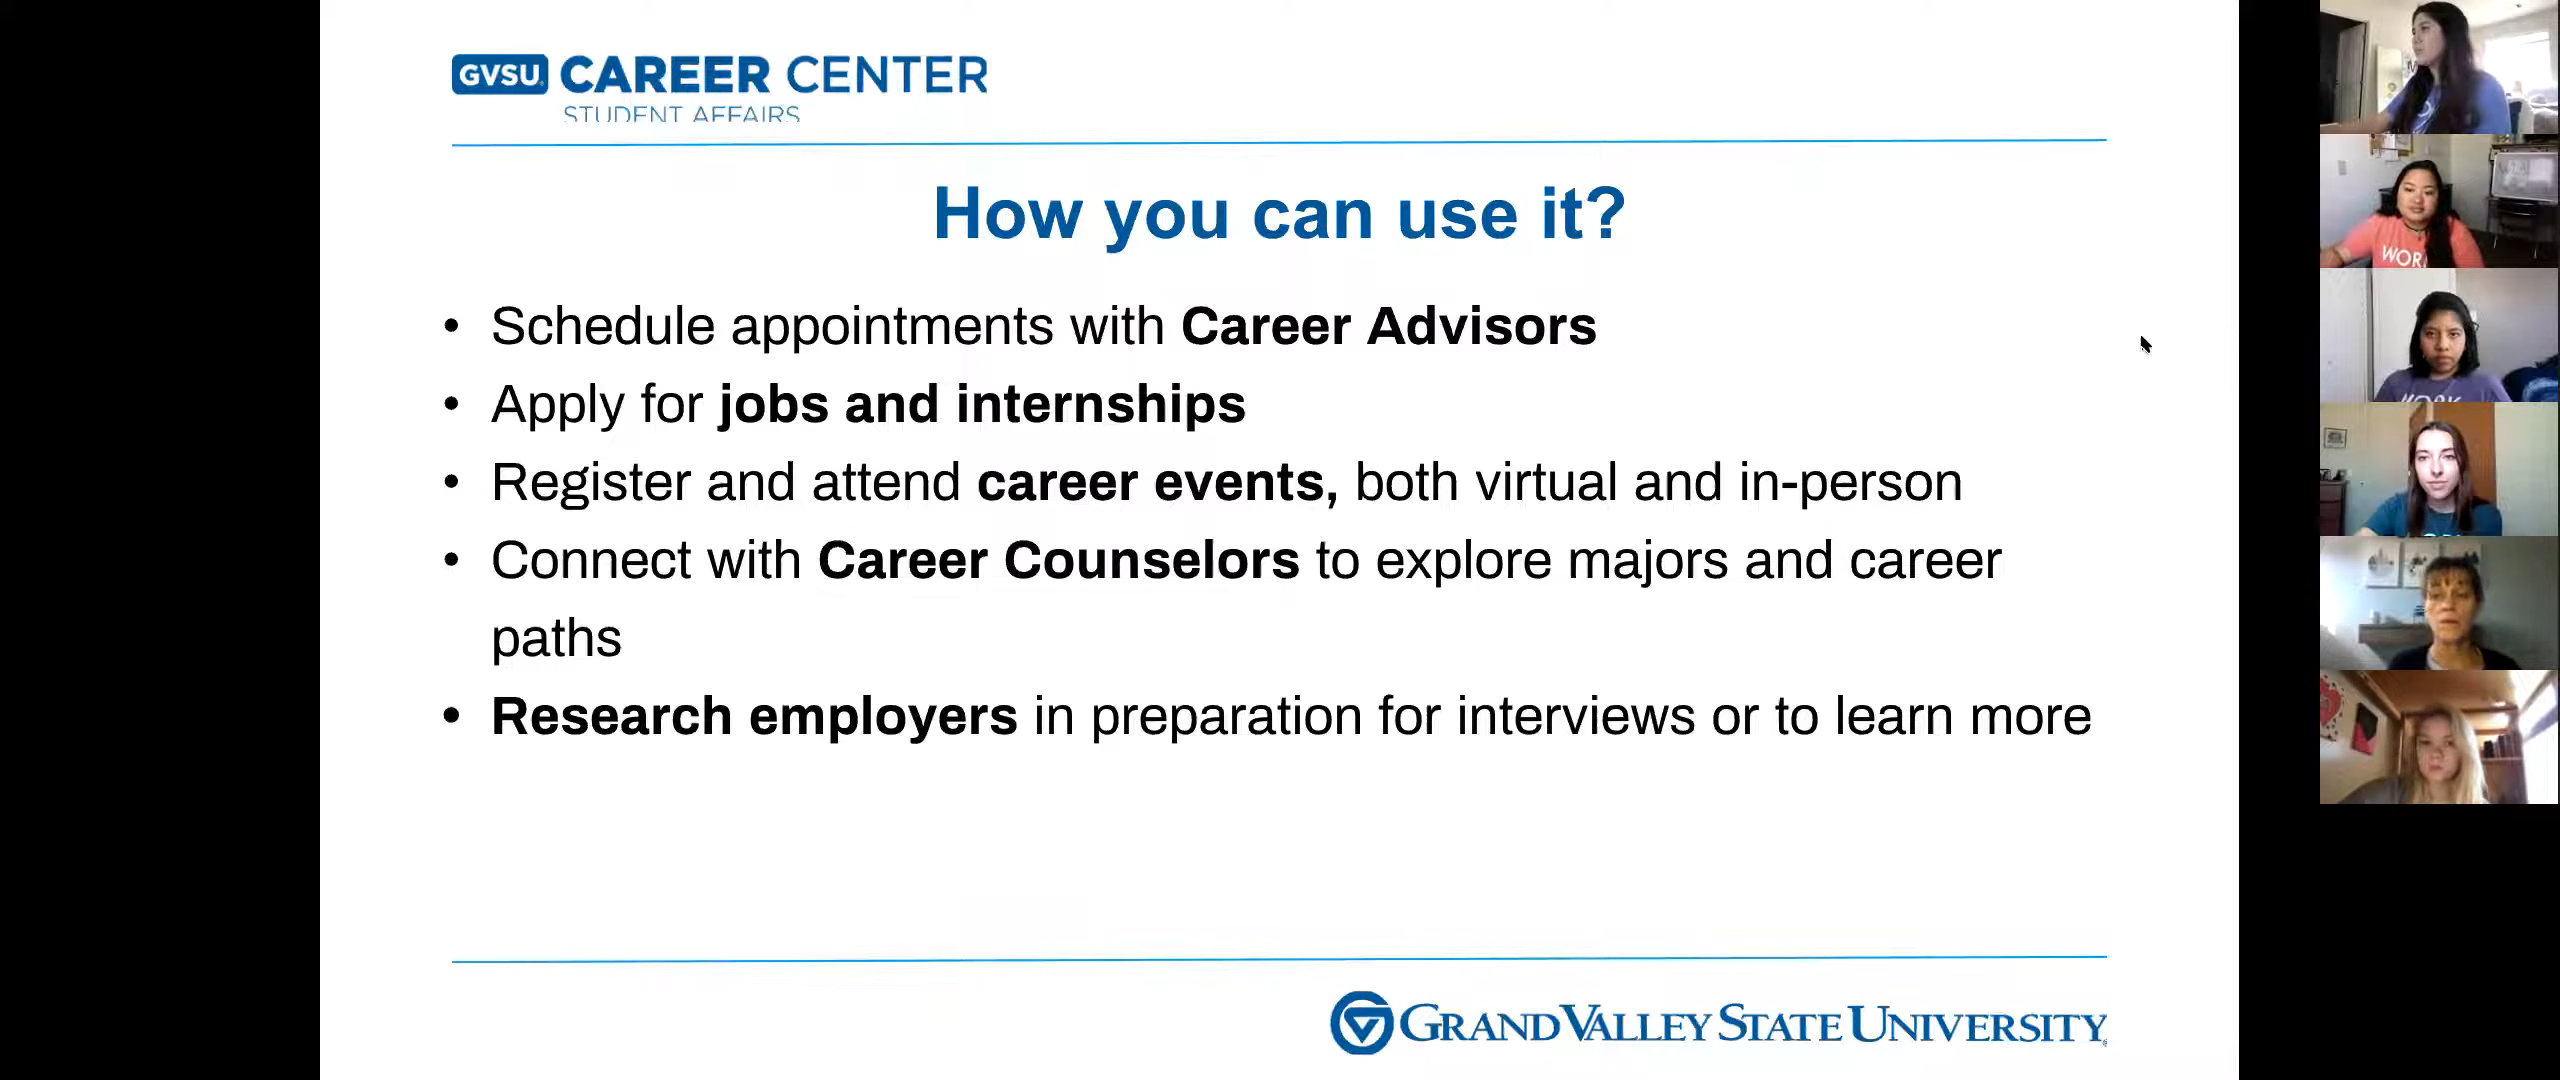 GVSU CAREER CENTER
STUDENT AFFAIRS
How you can use it?
• Schedule appointments with Career Advisors
• Apply for jobs and internships
• Register and attend career events, both virtual and in-person
• Connect with Career Counselors to explore majors and career
paths
• Research employers in preparation for interviews or to learn more
GRAND VALLEY STATE UNIVERSITY
WOR
WORK